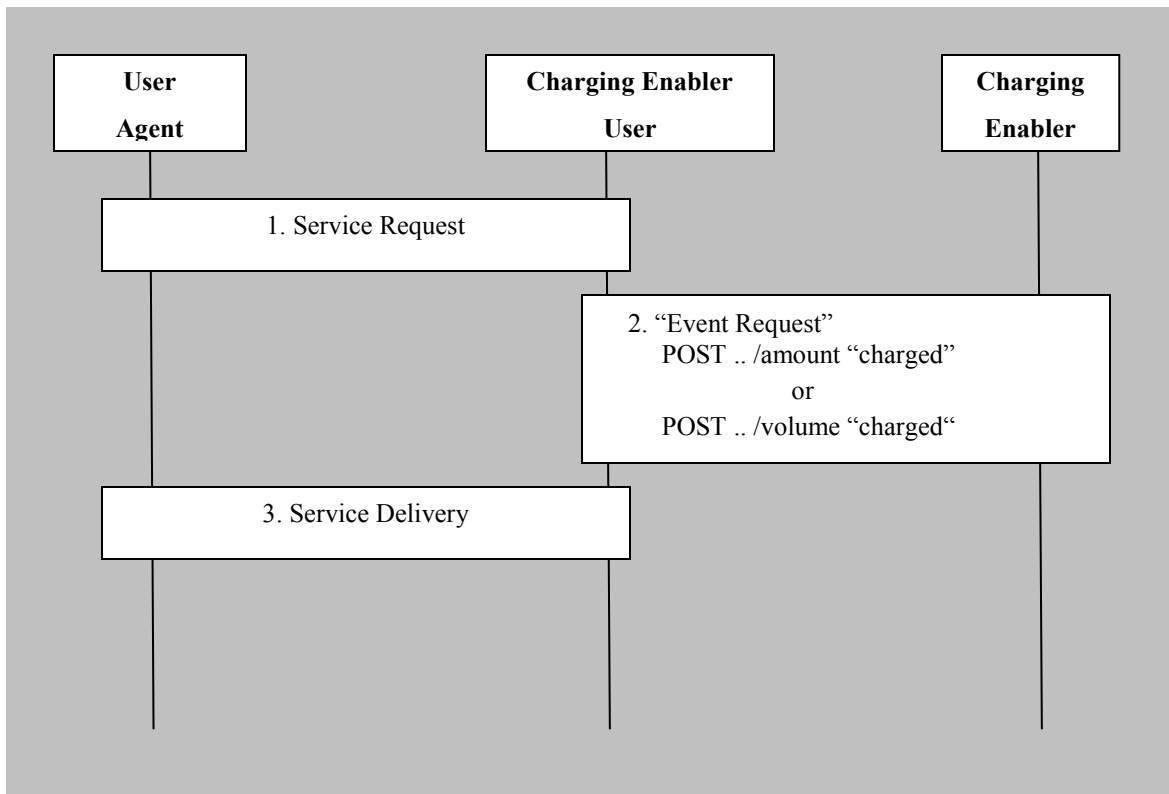 User
Agent
Charging Enabler
User
Charging
Enabler
1. Service Request
2. “Event Request”
POST .. /amount “charged”
or
POST .. /volume “charged“
3. Service Delivery